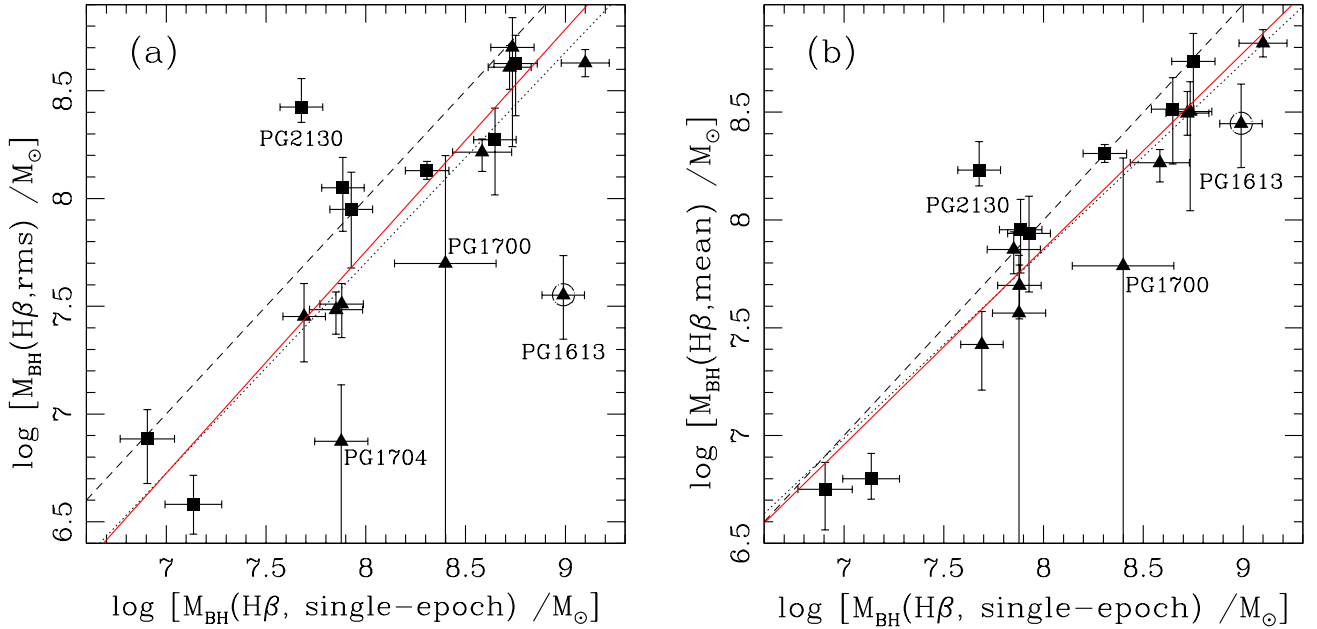 (a)
log [M_BH(Hβ,rms) /M_⊙]
8.5
8
7.5
7
6.5
PG2130
PG1700
PG1613
PG1704
7 7.5 8 8.5 9
log [M_BH(Hβ, single−epoch) /M_⊙]
(b)
log [M_BH(Hβ,mean) /M_⊙]
8.5
8
7.5
7
6.5
PG2130
PG1613
PG1700
7 7.5 8 8.5 9
log [M_BH(Hβ, single−epoch) /M_⊙]